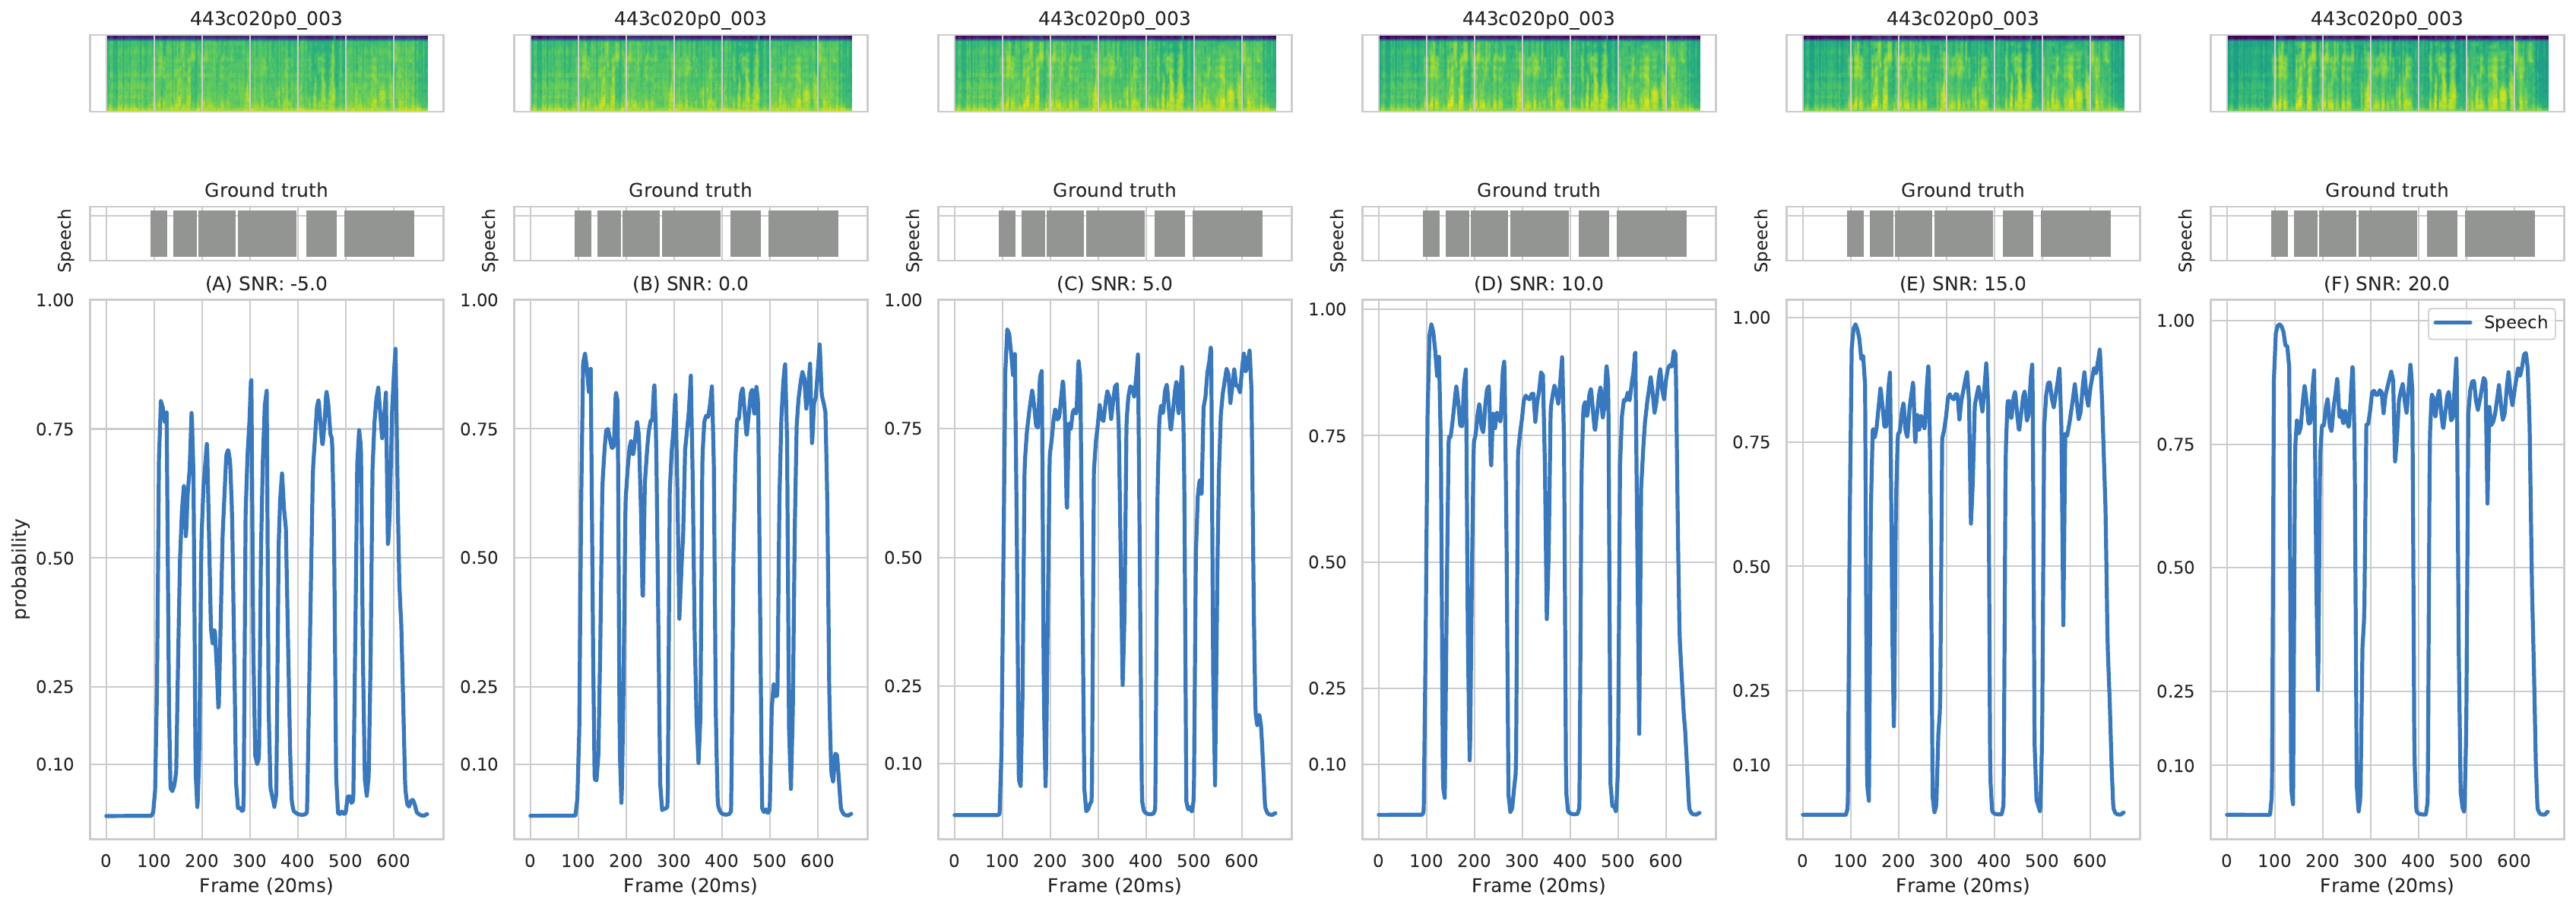 443c020p0_003 443c020p0_003 443c020p0_003 443c020p0_003 443c020p0_003 443c020p0_003
Ground truth Ground truth Ground truth Ground truth Ground truth Ground truth
Speech Speech Speech Speech Speech Speech
(A) SNR: -5.0
1.00
0.75
0.50
0.25
0.10
probability
0 100 200 300 400 500 600
Frame (20ms)
(B) SNR: 0.0
1.00
0.75
0.50
0.25
0.10
0 100 200 300 400 500 600
Frame (20ms)
(C) SNR: 5.0
1.00
0.75
0.50
0.25
0.10
0 100 200 300 400 500 600
Frame (20ms)
(D) SNR: 10.0
1.00
0.75
0.50
0.25
0.10
0 100 200 300 400 500 600
Frame (20ms)
(E) SNR: 15.0
1.00
0.75
0.50
0.25
0.10
0 100 200 300 400 500 600
Frame (20ms)
(F) SNR: 20.0
Speech
1.00
0.75
0.50
0.25
0.10
0 100 200 300 400 500 600
Frame (20ms)